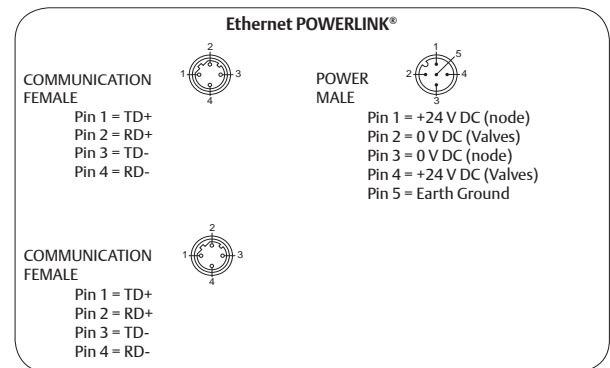 Ethernet POWERLINK®
COMMUNICATION
FEMALE
2
1
3
4
Pin 1 = TD+
Pin 2 = RD+
Pin 3 = TD-
Pin 4 = RD-
POWER
MALE
1
5
2
4
3
Pin 1 = +24 V DC (node)
Pin 2 = 0 V DC (Valves)
Pin 3 = 0 V DC (node)
Pin 4 = +24 V DC (Valves)
Pin 5 = Earth Ground
COMMUNICATION
FEMALE
2
1
3
4
Pin 1 = TD+
Pin 2 = RD+
Pin 3 = TD-
Pin 4 = RD-